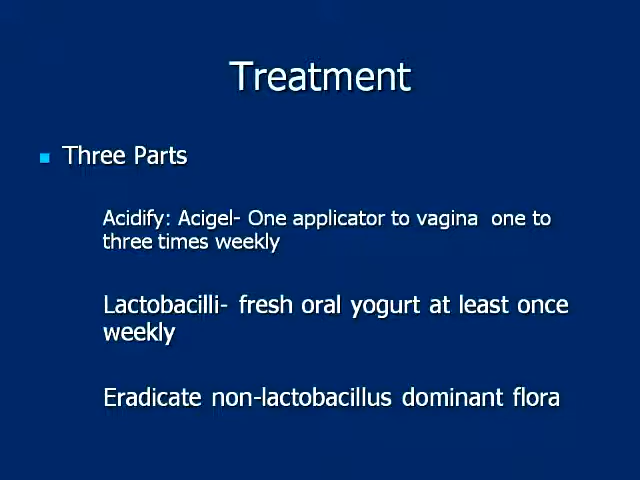 Treatment
Three Parts
Acidify: Acigel- One applicator to vagina one to
three times weekly
Lactobacilli- fresh oral yogurt at least once
weekly
Eradicate non-lactobacillus dominant flora